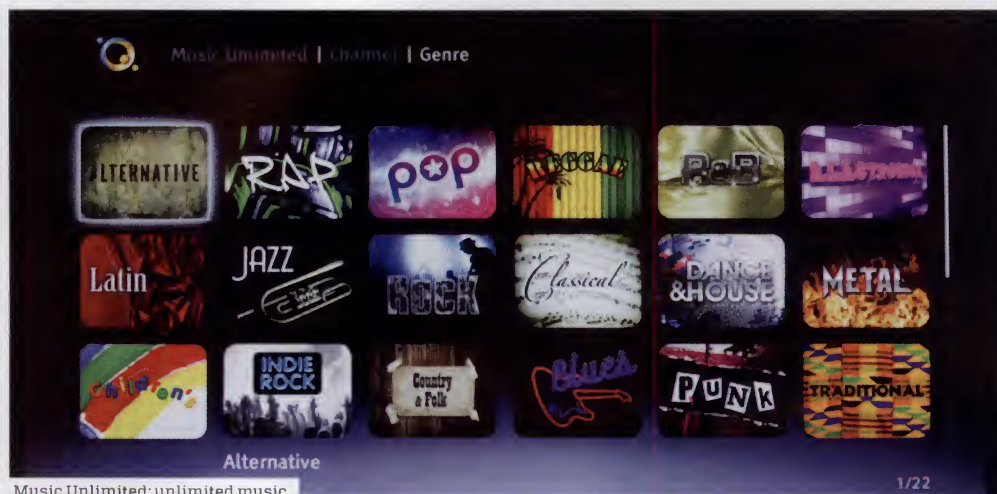 Music Unlimited | Channel | Genre
ALTERNATIVE
RAP
POP
REGGAE
R&B
ELECTRONIC
Latin
JAZZ
ROCK
Classical
DANCE
&HOUSE
METAL
Children's
INDIE
ROCK
Country
& Folk
Blues
PUNK
TRADITIONAL
Alternative
1/22
Music Unlimited: unlimited music